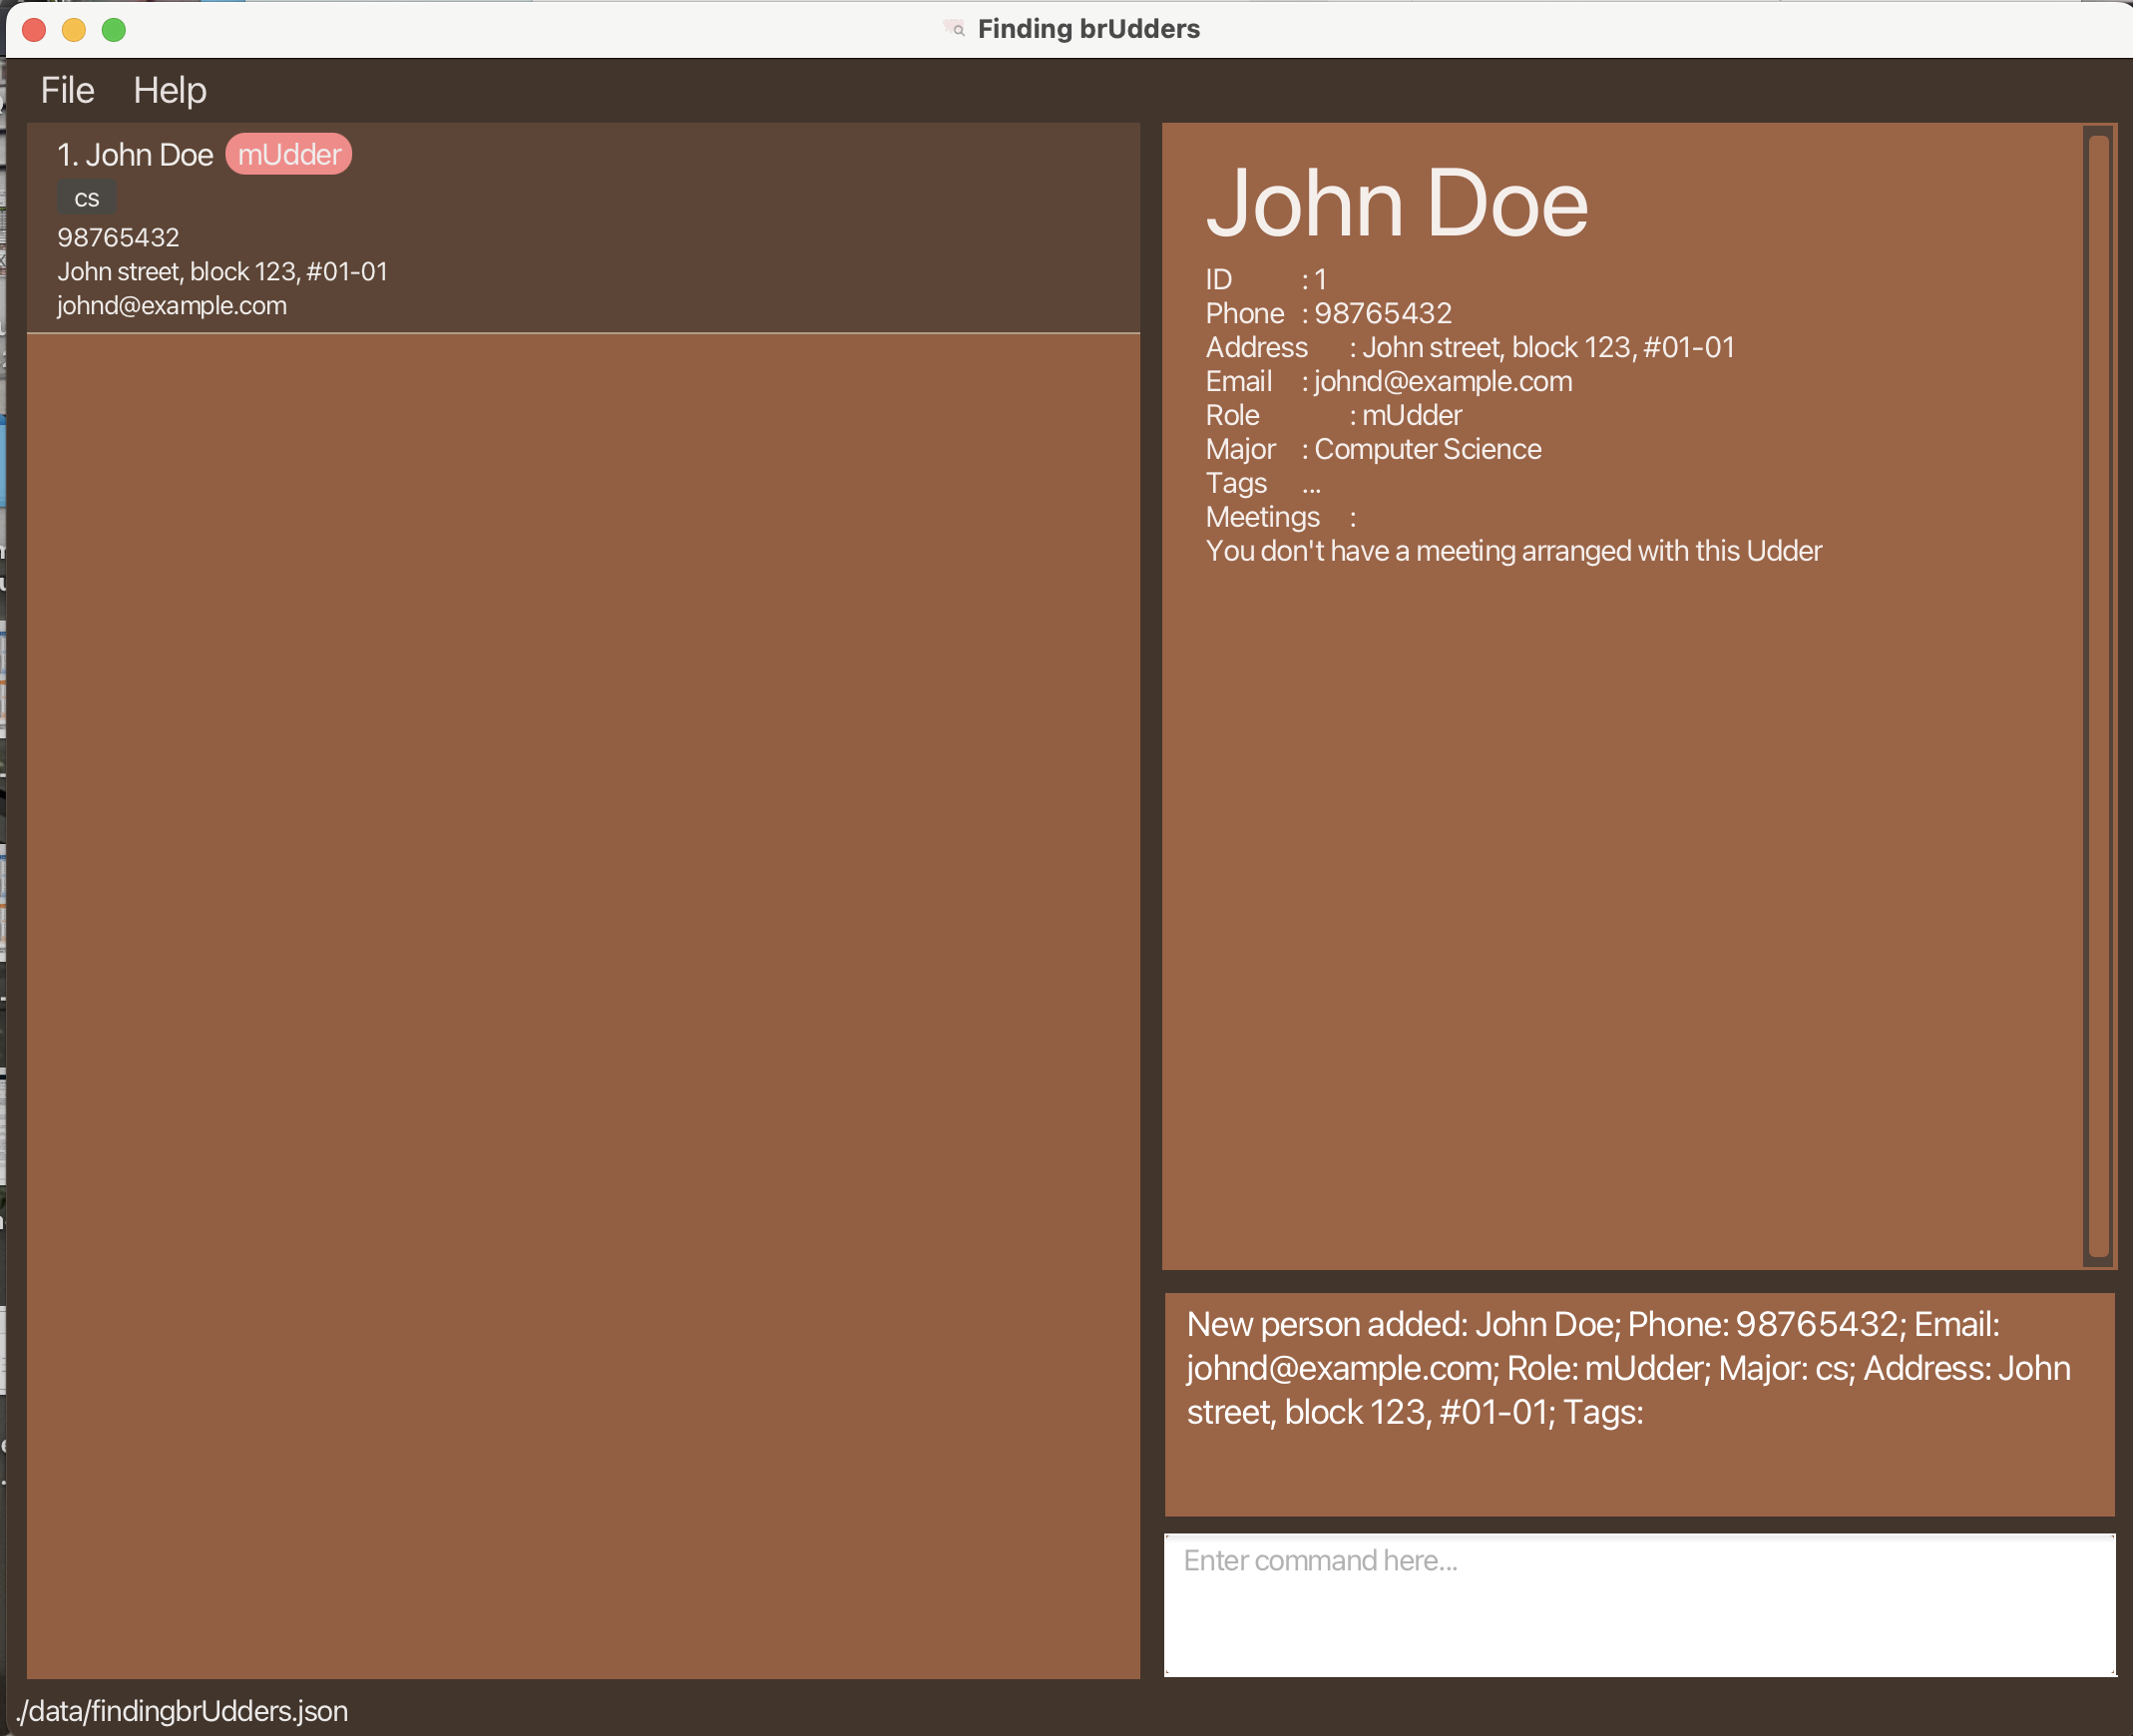 Finding brUdders
File Help
1. John Doe mUdder
cs
98765432
John street, block 123, #01-01
johnd@example.com
John Doe
ID : 1
Phone : 98765432
Address : John street, block 123, #01-01
Email : johnd@example.com
Role : mUdder
Major : Computer Science
Tags ...
Meetings :
You don't have a meeting arranged with this Udder
New person added: John Doe; Phone: 98765432; Email:
johnd@example.com; Role: mUdder; Major: cs; Address: John
street, block 123, #01-01; Tags:
Enter command here...
./data/findingbrUdders.json